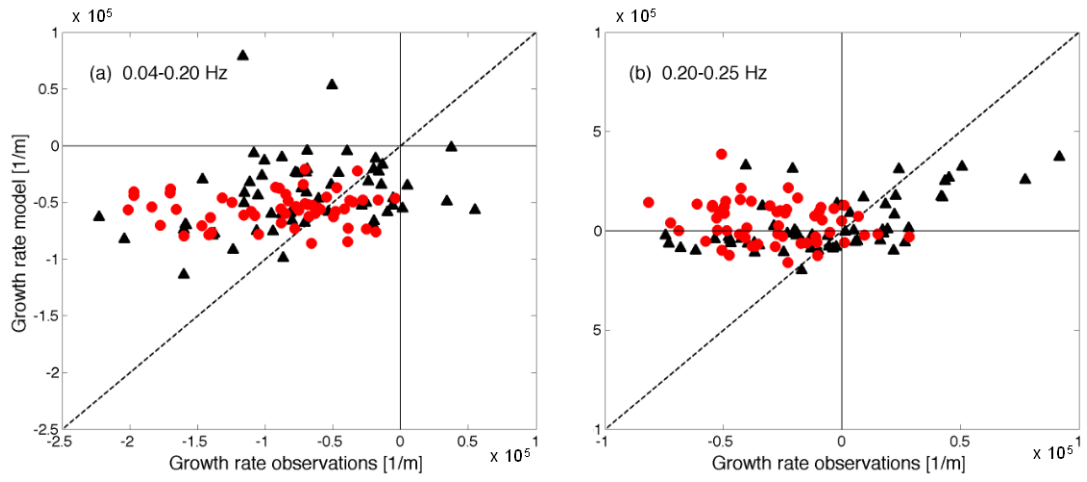 x 10⁵
x 10⁵
1
0.5
0
-0.5
-1
-1.5
-2
-2.5
Growth rate model [1/m]
(a) 0.04-0.20 Hz
-2.5
-2
-1.5
-1
-0.5
0
0.5
1
Growth rate observations [1/m]
x 10⁵
1
5
0
5
1
(b) 0.20-0.25 Hz
-1
-0.5
0
0.5
1
Growth rate observations [1/m]
x 10⁵